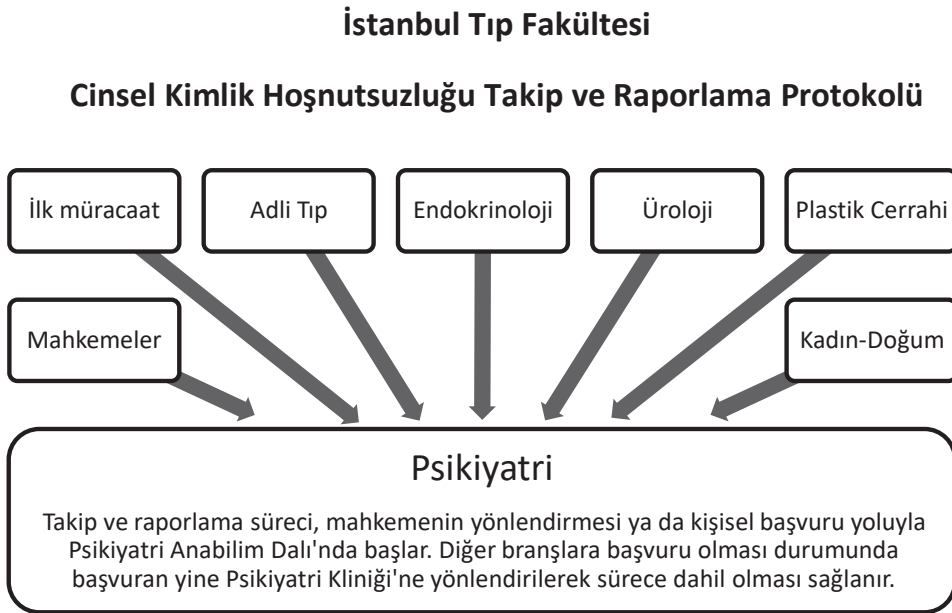 İstanbul Tıp Fakültesi
Cinsel Kimlik Hoşnutsuzluğu Takip ve Raporlama Protokolü
İlk müracaat
Adli Tıp
Endokrinoloji
Üroloji
Plastik Cerrahi
Mahkemeler
Kadın-Doğum
Psikiyatri
Takip ve raporlama süreci, mahkemenin yönlendirmesi ya da kişisel başvuru yoluyla
Psikiyatri Anabilim Dalı'nda başlar. Diğer branşlara başvuru olması durumunda
başvuran yine Psikiyatri Kliniği'ne yönlendirilerek sürece dahil olması sağlanır.